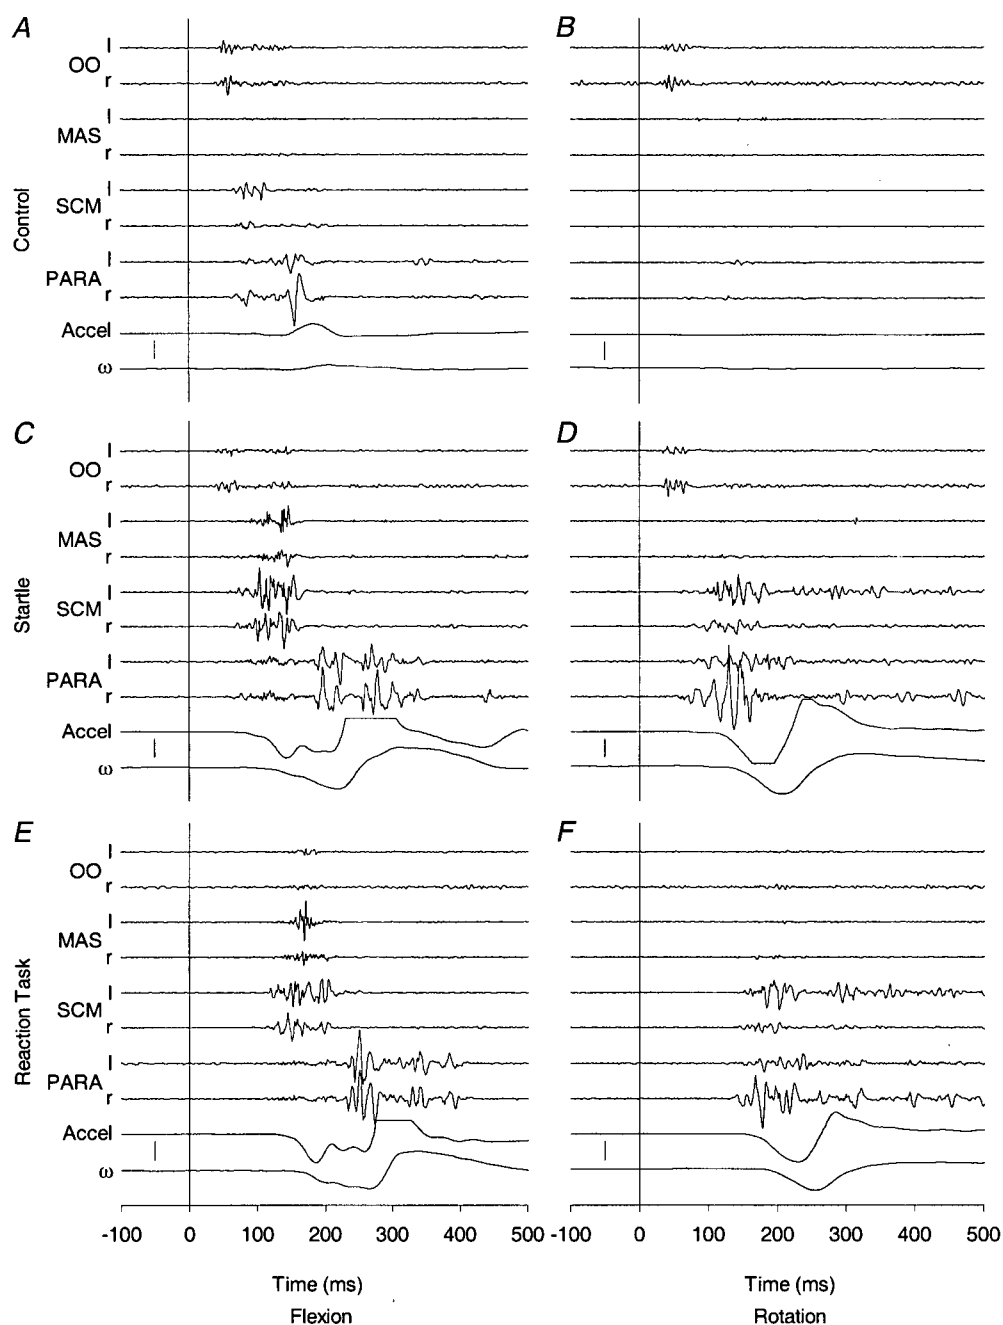 A
B
OO l
r
MAS l
r
Control
SCM l
r
PARA l
r
Accel
ω
C
D
OO l
r
MAS l
r
Startle
SCM l
r
PARA l
r
Accel
ω
E
F
OO l
r
MAS l
r
Reaction Task
SCM l
r
PARA l
r
Accel
ω
-100 0 100 200 300 400 500 -100 0 100 200 300 400 500
Time (ms) Time (ms)
Flexion Rotation